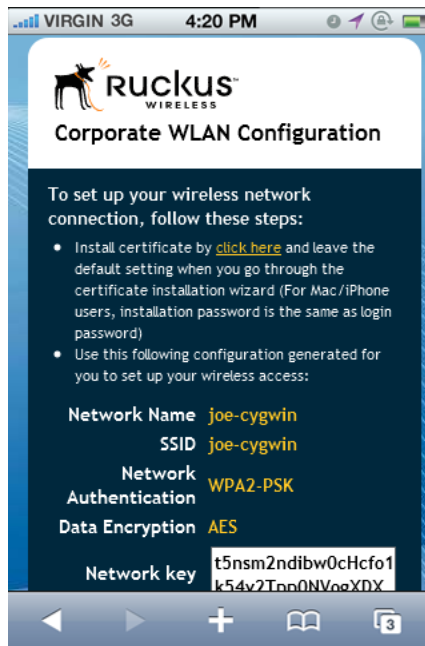 VIRGIN 3G 4:20 PM
RUCKUS™
WIRELESS
Corporate WLAN Configuration
To set up your wireless network
connection, follow these steps:
• Install certificate by click here and leave the
default setting when you go through the
certificate installation wizard (For Mac/iPhone
users, installation password is the same as login
password)
• Use this following configuration generated for
you to set up your wireless access:
Network Name joe-cygwin
SSID joe-cygwin
Network
Authentication WPA2-PSK
Data Encryption AES
Network key t5nsm2ndibw0cHcfo1
3